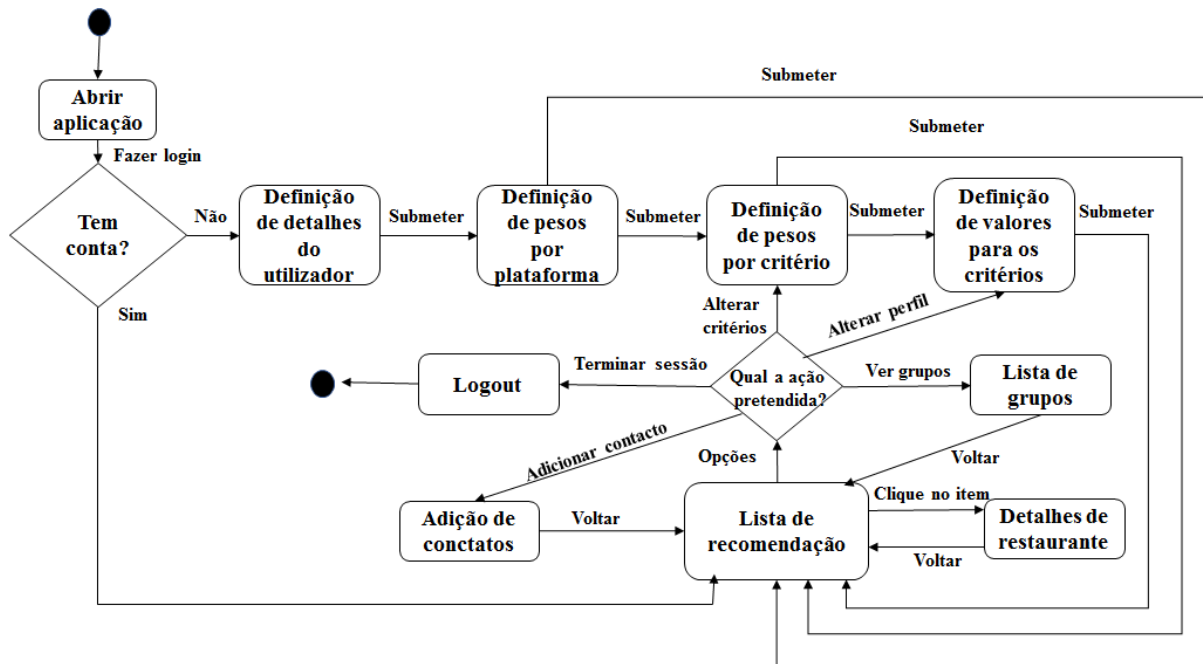 Submeter
Abrir
aplicação
Submeter
Fazer login
Tem
conta?
Não
Definição
de detalhes
do
utilizador
Submeter
Definição
de pesos
por
plataforma
Submeter
Definição
de pesos
por critério
Submeter
Definição
de valores
para os
critérios
Submeter
Sim
Alterar
critérios
Alterar perfil
Terminar sessão
Logout
Qual a ação
pretendida?
Ver grupos
Lista de
grupos
Adicionar contacto
Opções
Voltar
Adição de
conctatos
Voltar
Lista de
recomendação
Clique no item
Detalhes de
restaurante
Voltar